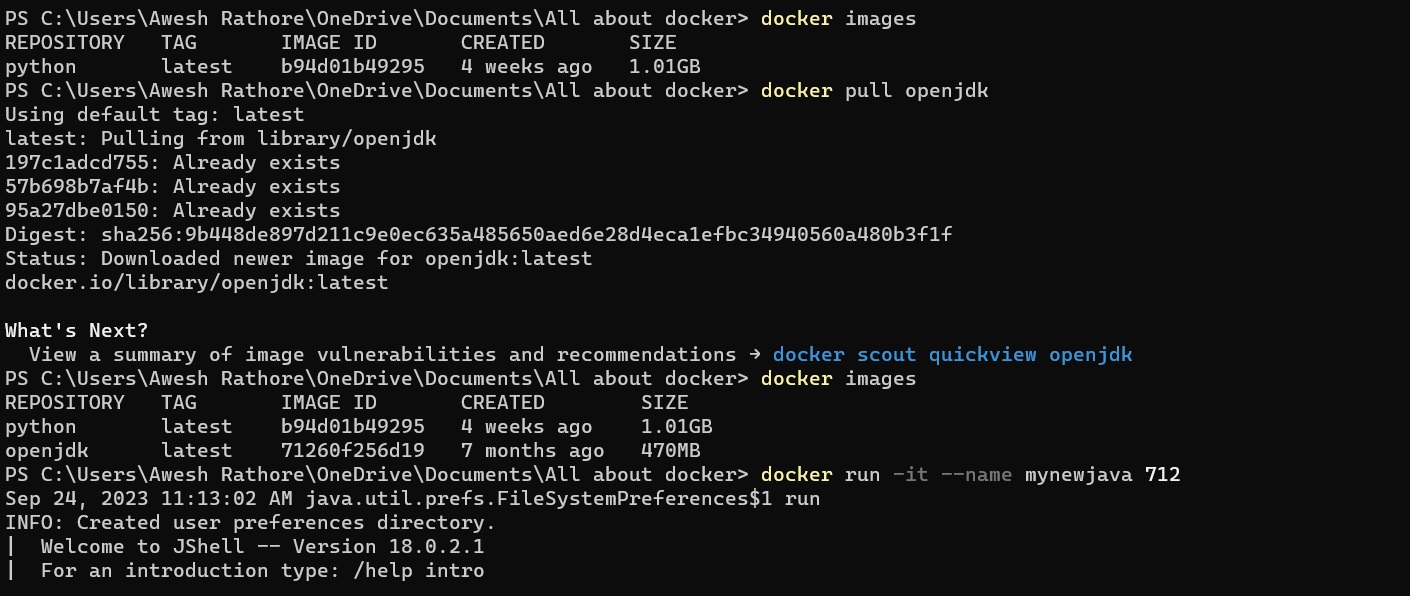 PS C:\Users\Awesh Rathore\OneDrive\Documents\All about docker> docker images
REPOSITORY   TAG       IMAGE ID       CREATED       SIZE
python       latest    b94d01b49295   4 weeks ago   1.01GB
PS C:\Users\Awesh Rathore\OneDrive\Documents\All about docker> docker pull openjdk
Using default tag: latest
latest: Pulling from library/openjdk
197c1adcd755: Already exists
57b698b7af4b: Already exists
95a27dbe0150: Already exists
Digest: sha256:9b448de897d211c9e0ec635a485650aed6e28d4eca1efbc34940560a480b3f1f
Status: Downloaded newer image for openjdk:latest
docker.io/library/openjdk:latest

What's Next?
  View a summary of image vulnerabilities and recommendations → docker scout quickview openjdk
PS C:\Users\Awesh Rathore\OneDrive\Documents\All about docker> docker images
REPOSITORY   TAG       IMAGE ID       CREATED        SIZE
python       latest    b94d01b49295   4 weeks ago    1.01GB
openjdk      latest    71260f256d19   7 months ago   470MB
PS C:\Users\Awesh Rathore\OneDrive\Documents\All about docker> docker run -it --name mynewjava 712
Sep 24, 2023 11:13:02 AM java.util.prefs.FileSystemPreferences$1 run
INFO: Created user preferences directory.
|  Welcome to JShell -- Version 18.0.2.1
|  For an introduction type: /help intro